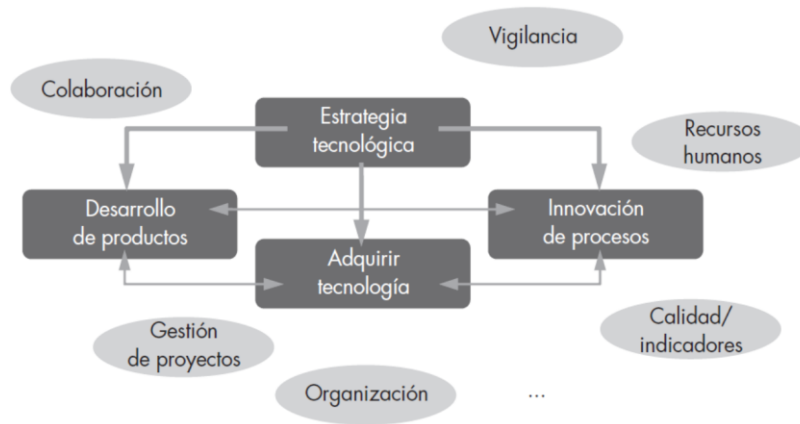 Vigilancia
Colaboración
Estrategia
tecnológica
Recursos
humanos
Desarrollo
de productos
Innovación
de procesos
Adquirir
tecnología
Gestión
de proyectos
Calidad/
indicadores
Organización
...